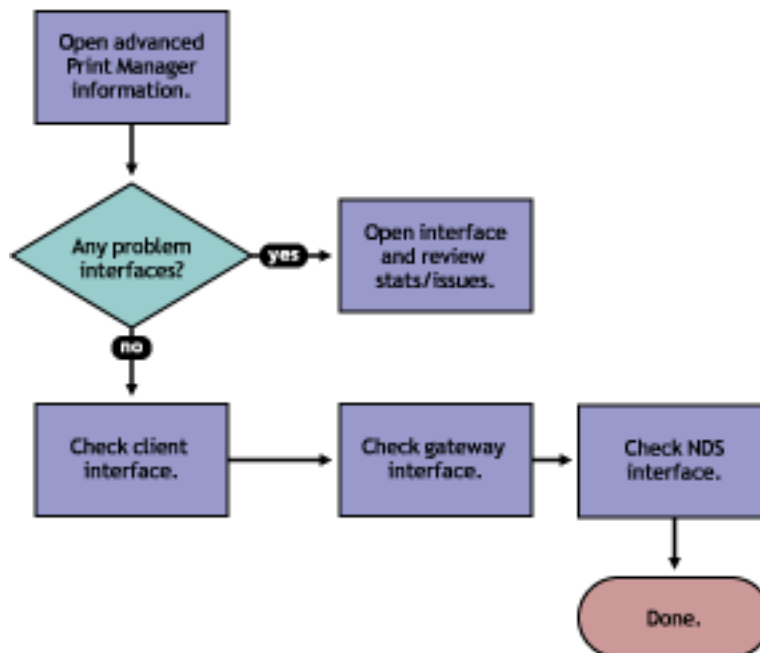 Open advanced
Print Manager
information.
Any problem
interfaces?
yes
Open interface
and review
stats/issues.
no
Check client
interface.
Check gateway
interface.
Check NDS
interface.
Done.